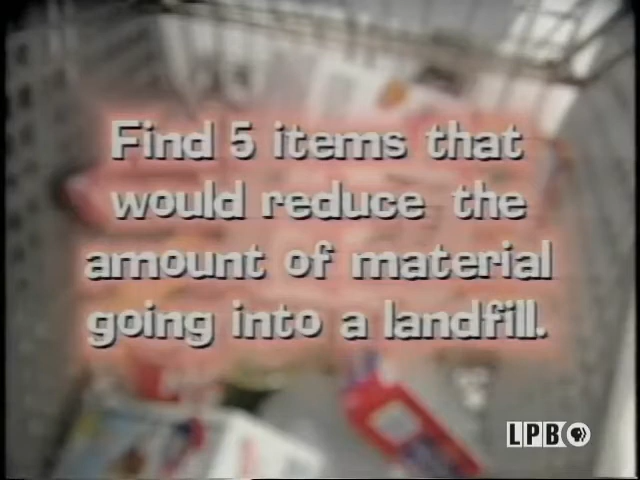 Find 5 items that
would reduce the
amount of material
going into a landfill.
LPB